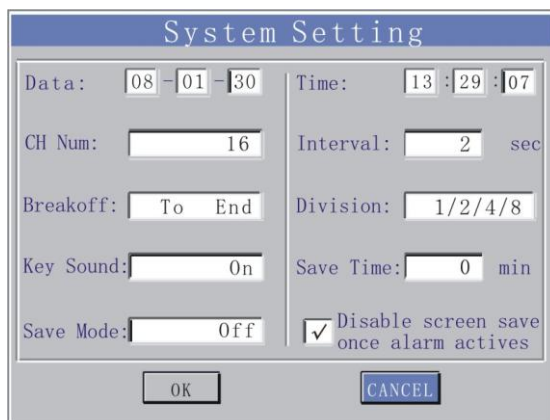 System Setting
Data: 08-01-30 Time: 13:29:07
CH Num: 16 Interval: 2 sec
Breakoff: To End Division: 1/2/4/8
Key Sound: On Save Time: 0 min
Save Mode: Off ✓ Disable screen save
once alarm actives
OK CANCEL